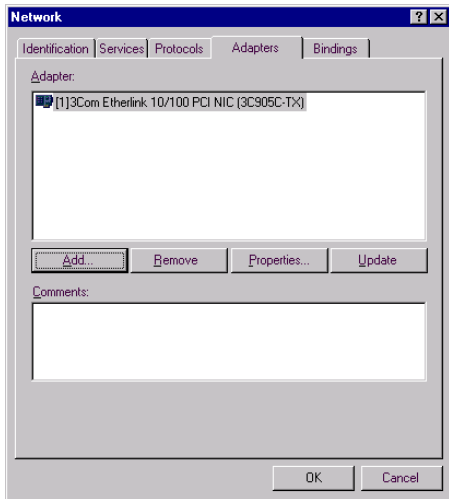 Network
Identification Services Protocols Adapters Bindings
Adapter:
[1]3Com Etherlink 10/100 PCI NIC (3C905C-TX)
Add... Remove Properties... Update
Comments:
OK Cancel